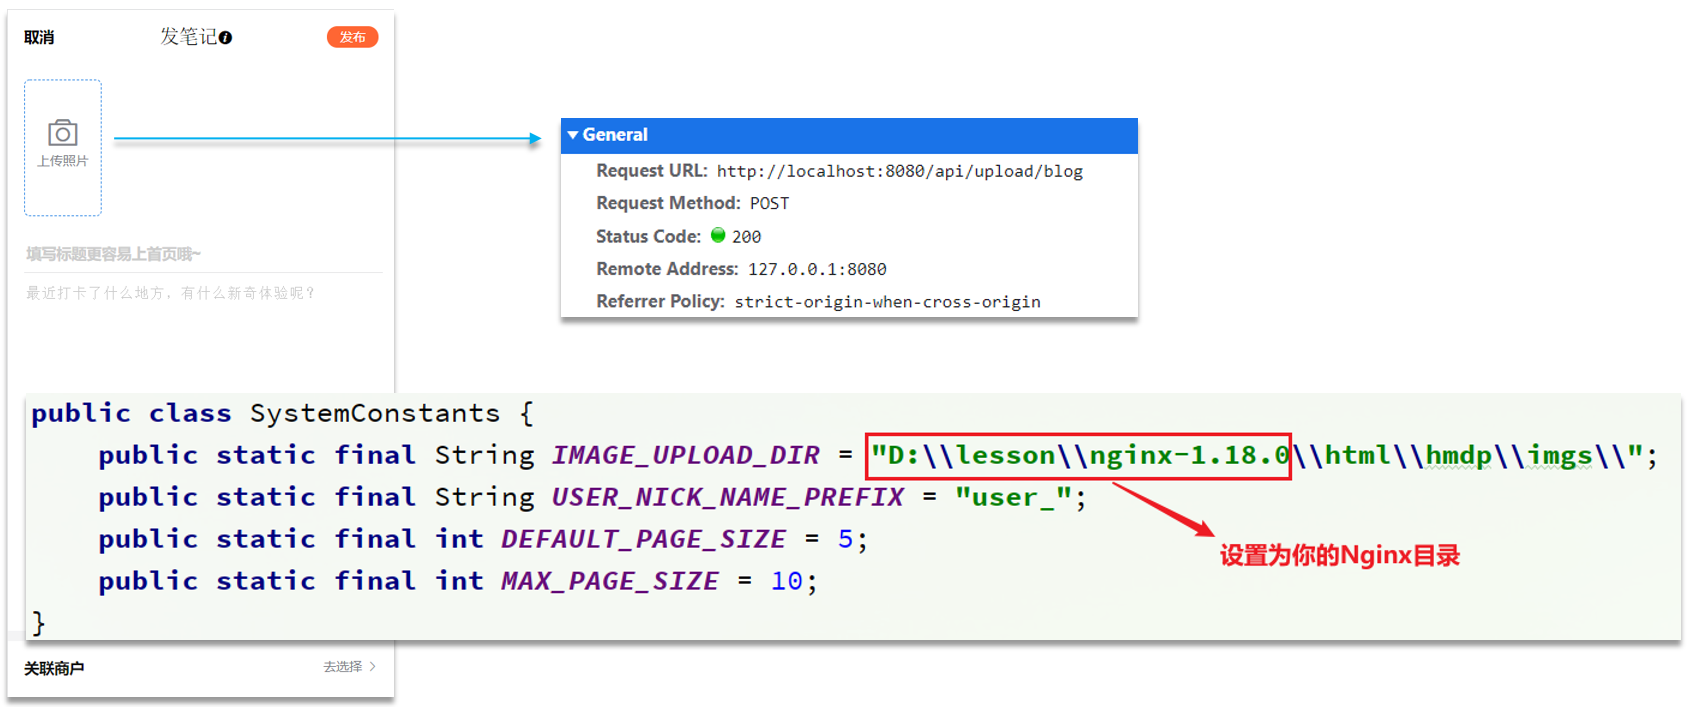 取消
发笔记
发布
上传照片
填写标题更容易上首页哦~
最近打卡了什么地方，有什么新奇体验呢？
General
Request URL: http://localhost:8080/api/upload/blog
Request Method: POST
Status Code: 200
Remote Address: 127.0.0.1:8080
Referrer Policy: strict-origin-when-cross-origin
public class SystemConstants {
public static final String IMAGE_UPLOAD_DIR = "D:\\lesson\\nginx-1.18.0\\html\\hmdp\\imgs\\";
public static final String USER_NICK_NAME_PREFIX = "user_";
public static final int DEFAULT_PAGE_SIZE = 5;
public static final int MAX_PAGE_SIZE = 10;
}
设置为你的Nginx目录
关联商户
去选择 >